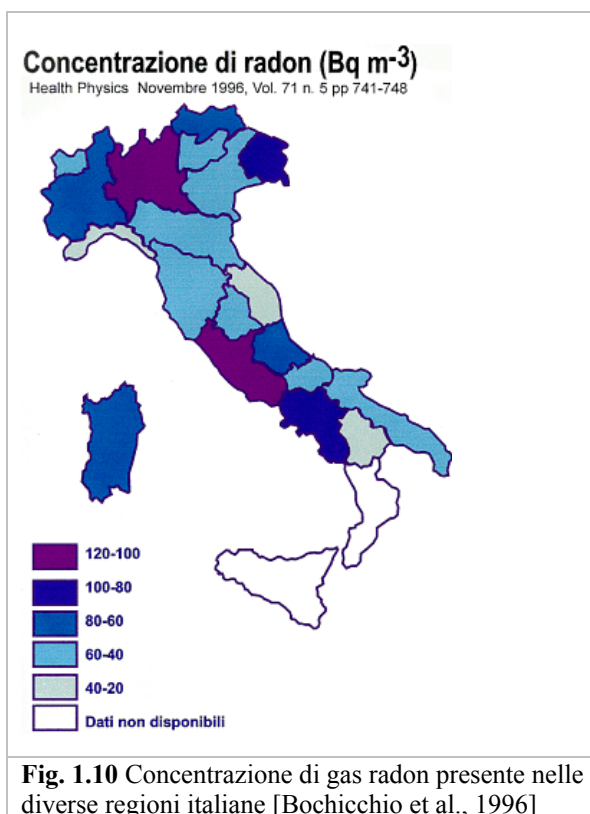 Concentrazione di radon (Bq m-3)
Health Physics Novembre 1996, Vol. 71 n. 5 pp 741-748
120-100
100-80
80-60
60-40
40-20
Dati non disponibili
Fig. 1.10 Concentrazione di gas radon presente nelle
diverse regioni italiane [Bochicchio et al., 1996]